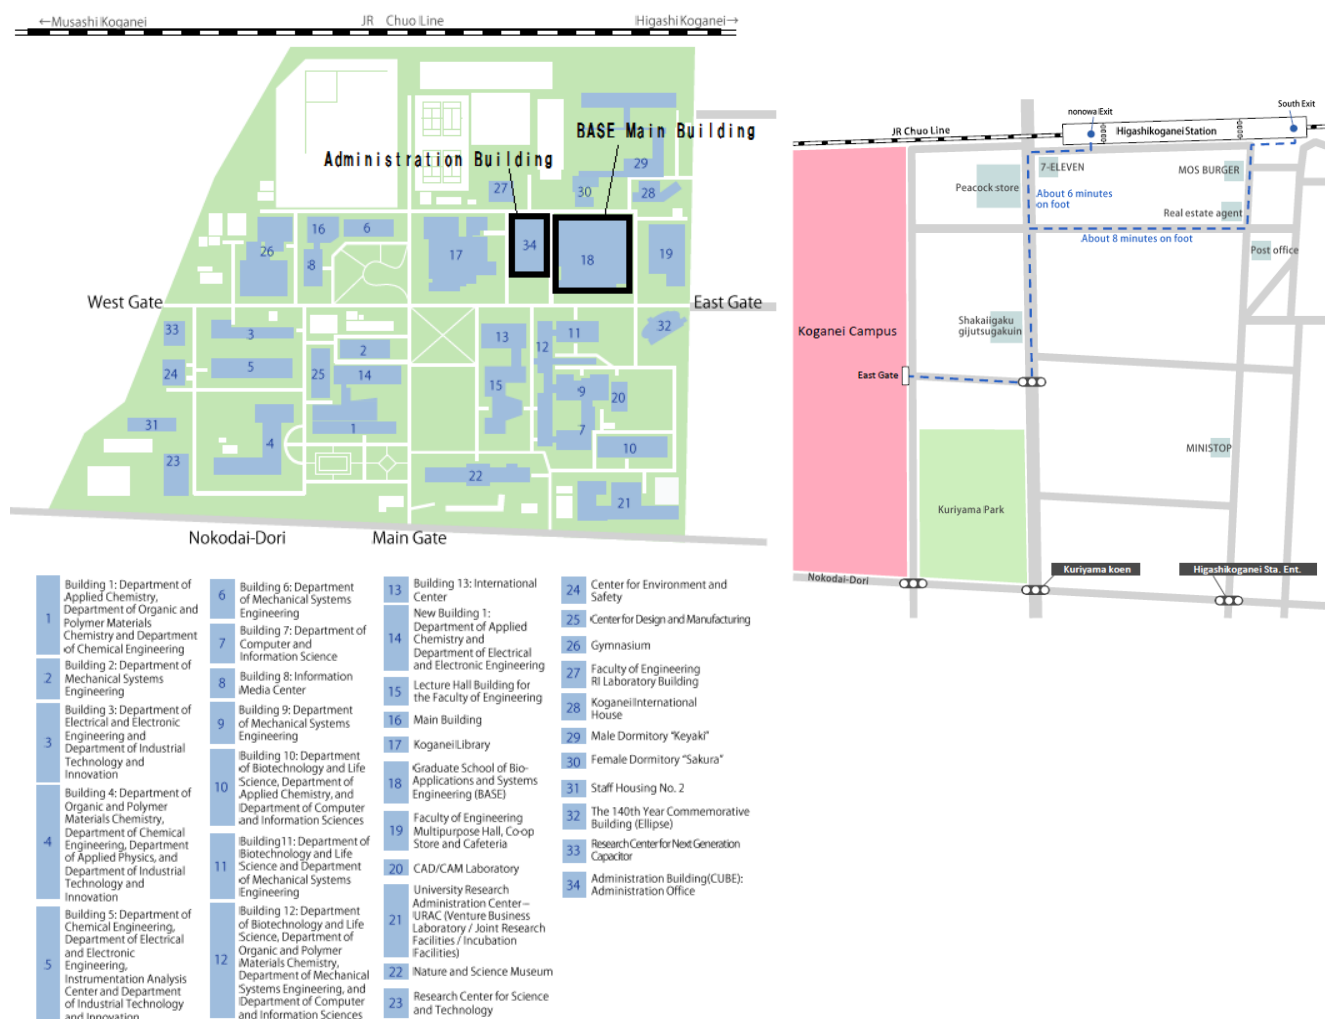 ←Musashi Koganei
JR Chuo Line
Higashi Koganei→
BASE Main Building
Administration Building
29
27
30
28
16
6
34
26
17
18
19
8
West Gate
East Gate
33
3
13
11
32
2
12
24
5
25
14
15
9
20
31
1
4
7
10
23
22
21
Nokodai-Dori
Main Gate
nonowa Exit
South Exit
JR Chuo Line
Higashikoganei Station
7-ELEVEN
MOS BURGER
Peacock store
About 6 minutes
on foot
Real estate agent
About 8 minutes on foot
Post office
Shakaiigaku
gijutsugakuin
Koganei Campus
East Gate
MINISTOP
Kuriyama Park
Nokodai-Dori
Kuriyama koen
Higashikoganei Sta. Ent.
1
Building 1: Department of
Applied Chemistry,
Department of Organic and
Polymer Materials
Chemistry and Department
of Chemical Engineering
2
Building 2: Department of
Mechanical Systems
Engineering
3
Building 3: Department of
Electrical and Electronic
Engineering and
Department of Industrial
Technology and
Innovation
4
Building 4: Department of
Organic and Polymer
Materials Chemistry,
Department of Chemical
Engineering, Department
of Applied Physics, and
Department of Industrial
Technology and
Innovation
5
Building 5: Department of
Chemical Engineering,
Department of Electrical
and Electronic
Engineering,
Instrumentation Analysis
Center and Department
of Industrial Technology
and Innovation
6
Building 6: Department
of Mechanical Systems
Engineering
7
Building 7: Department of
Computer and
Information Science
8
Building 8: Information
Media Center
9
Building 9: Department
of Mechanical Systems
Engineering
10
Building 10: Department
of Biotechnology and Life
Science, Department of
Applied Chemistry, and
Department of Computer
and Information Sciences
11
Building11: Department of
Biotechnology and Life
Science and Department
of Mechanical Systems
Engineering
12
Building 12: Department
of Biotechnology and Life
Science, Department of
Organic and Polymer
Materials Chemistry,
Department of Mechanical
Systems Engineering, and
Department of Computer
and Information Sciences
13
Building 13: International
Center
14
New Building 1:
Department of Applied
Chemistry and
Department of Electrical
and Electronic Engineering
15
Lecture Hall Building for
the Faculty of Engineering
16
Main Building
17
Koganei Library
18
Graduate School of Bio-
Applications and Systems
Engineering (BASE)
19
Faculty of Engineering
Multipurpose Hall, Co-op
Store and Cafeteria
20
CAD/CAM Laboratory
21
University Research
Administration Center–
URAC (Venture Business
Laboratory / Joint Research
Facilities / Incubation
Facilities)
22
Nature and Science Museum
23
Research Center for Science
and Technology
24
Center for Environment and
Safety
25
Center for Design and Manufacturing
26
Gymnasium
27
Faculty of Engineering
RI Laboratory Building
28
Koganei International
House
29
Male Dormitory "Keyaki"
30
Female Dormitory "Sakura"
31
Staff Housing No. 2
32
The 140th Year Commemorative
Building (Ellipse)
33
Research Center for Next Generation
Capacitor
34
Administration Building(CUBE):
Administration Office